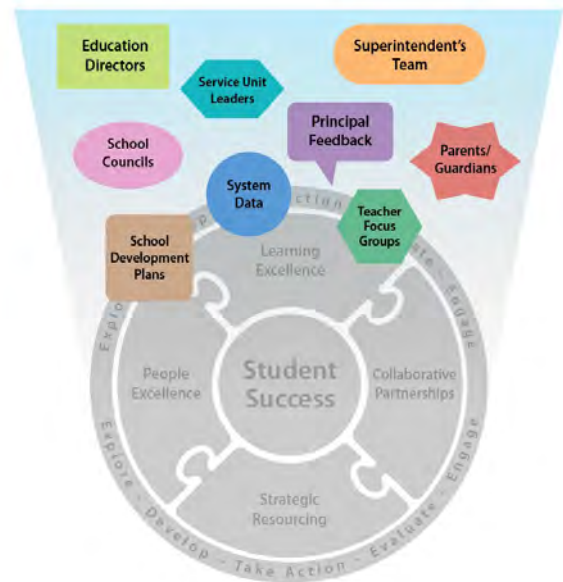 Education
Directors
Superintendent's
Team
Service Unit
Leaders
Principal
Feedback
School
Councils
Parents/
Guardians
System
Data
Teacher
Focus
Groups
School
Development
Plans
Learning
Excellence
People
Excellence
Student
Success
Collaborative
Partnerships
Strategic
Resourcing
Explore - Develop - Take Action - Evaluate - Engage